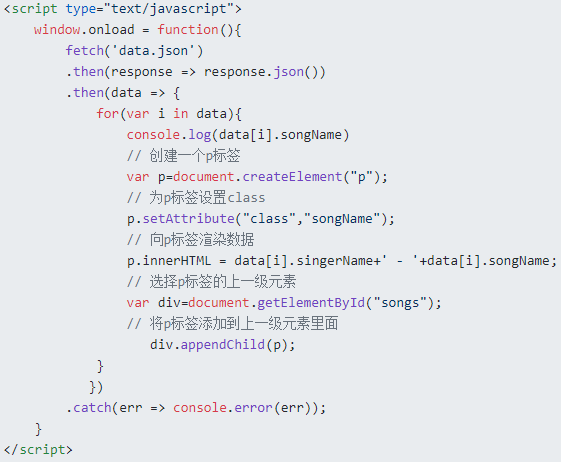 <script type="text/javascript">
    window.onload = function(){
        fetch('data.json')
        .then(response => response.json())
        .then(data => {
            for(var i in data){
                console.log(data[i].songName)
                // 创建一个p标签
                var p=document.createElement("p");
                // 为p标签设置class
                p.setAttribute("class","songName");
                // 向p标签渲染数据
                p.innerHTML = data[i].singerName+' - '+data[i].songName;
                // 选择p标签的上一级元素
                var div=document.getElementById("songs");
                // 将p标签添加到上一级元素里面
                   div.appendChild(p);
            }
           })
        .catch(err => console.error(err));
    }
</script>